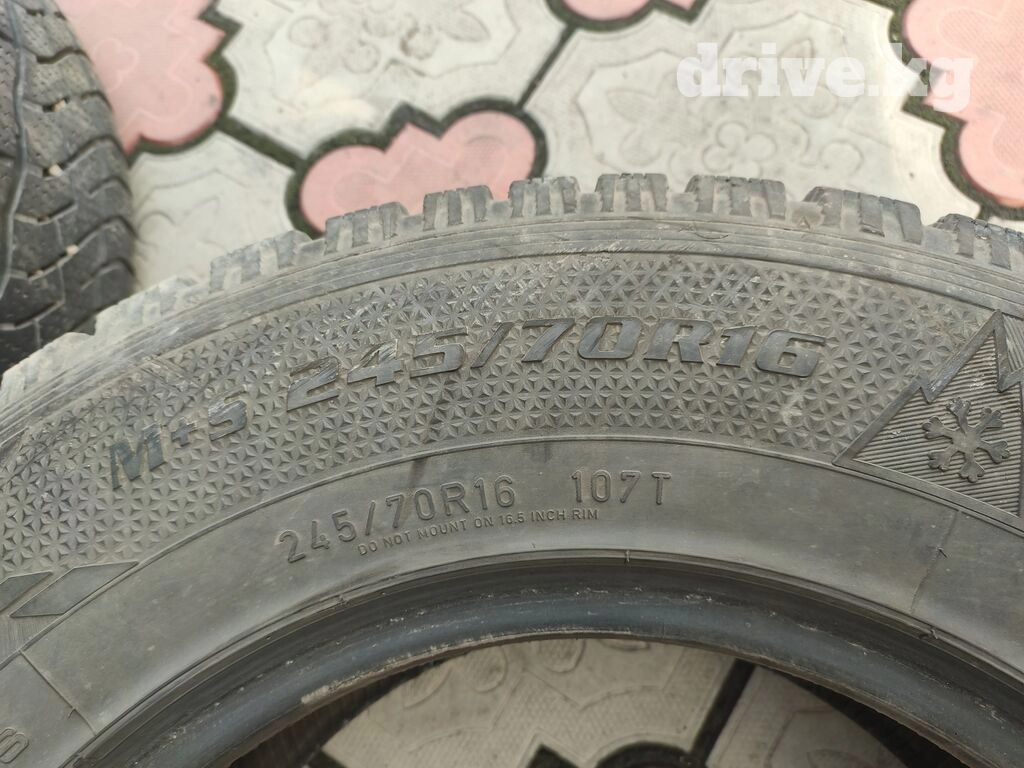 drive.kg
M+S 245/70R16
245/70R16 107T
DO NOT MOUNT ON 16.5 INCH RIM